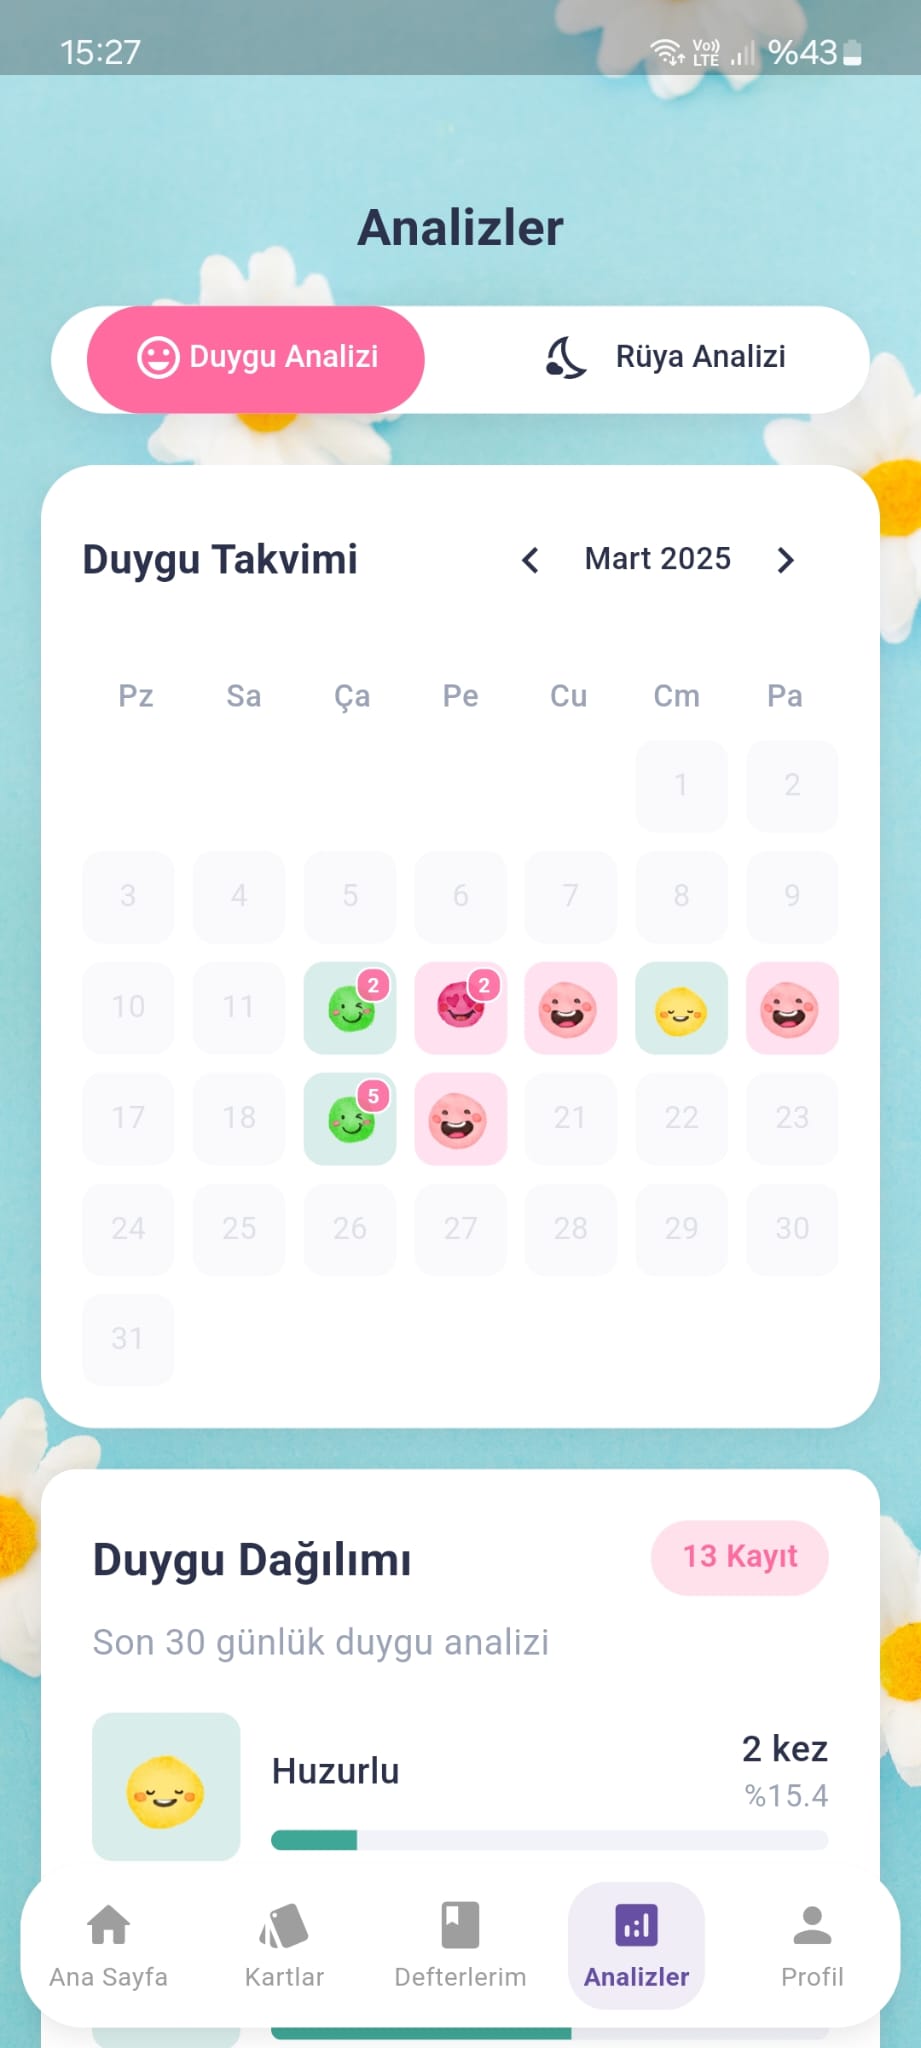 15:27 Vo)) LTE %43
Analizler
Duygu Analizi Rüya Analizi
Duygu Takvimi Mart 2025
Pz Sa Ça Pe Cu Cm Pa
1 2
3 4 5 6 7 8 9
10 11 2 2
17 18 5 21 22 23
24 25 26 27 28 29 30
31
Duygu Dağılımı 13 Kayıt
Son 30 günlük duygu analizi
Huzurlu 2 kez
%15.4
Ana Sayfa Kartlar Defterlerim Analizler Profil